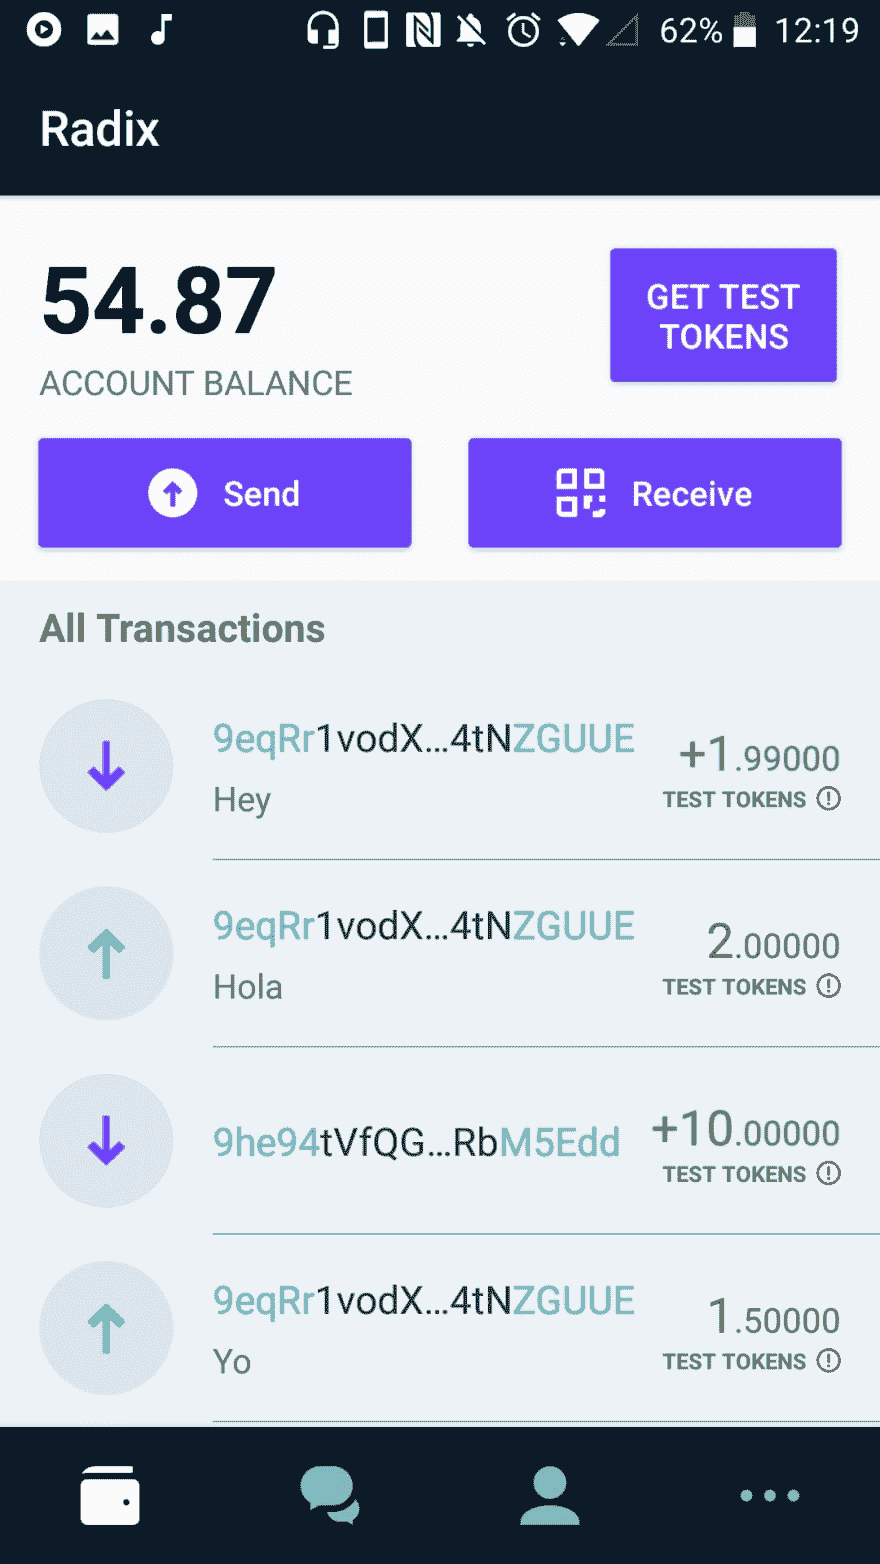 62% 12:19
Radix
54.87
ACCOUNT BALANCE
GET TEST
TOKENS
Send
Receive
All Transactions
9eqRr1vodX...4tNZGUUE
+1.99000
Hey
TEST TOKENS
9eqRr1vodX...4tNZGUUE
2.00000
Hola
TEST TOKENS
9he94tVfQG...RbM5Edd
+10.00000
TEST TOKENS
9eqRr1vodX...4tNZGUUE
1.50000
Yo
TEST TOKENS